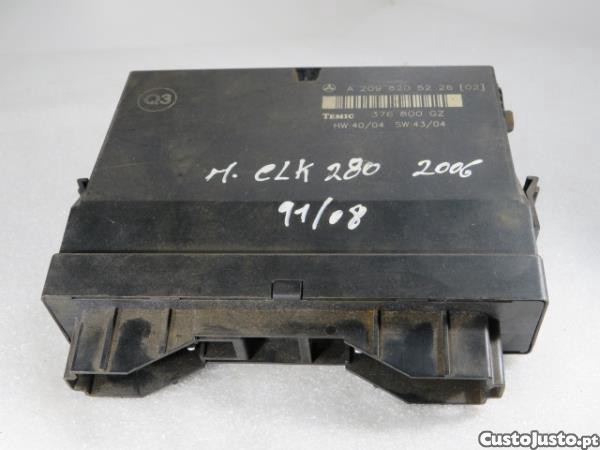 Q3
A 209 820 52 26 [02]
TEMIC 376 800 GZ
HW:40/04 SW:43/04
M. CLK 280 2006
91/08
CustoJusto.pt